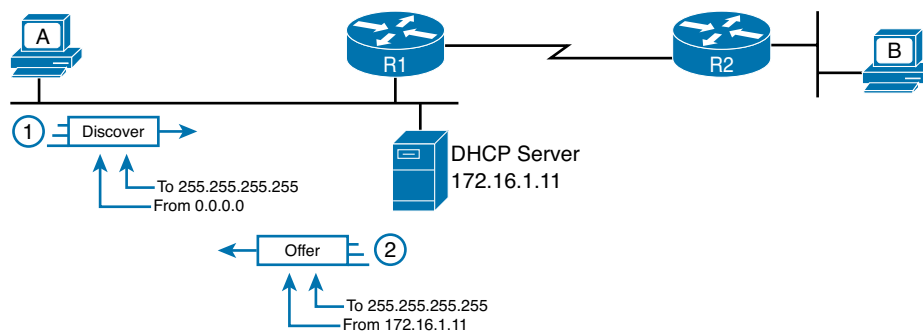 A
R1
R2
B
1
Discover
DHCP Server
172.16.1.11
To 255.255.255.255
From 0.0.0.0
Offer
2
To 255.255.255.255
From 172.16.1.11